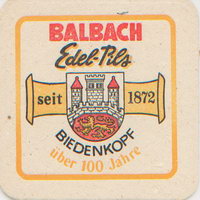 BALBACH
Edel-Pils
seit 1872
BIEDENKOPF
über 100 Jahre